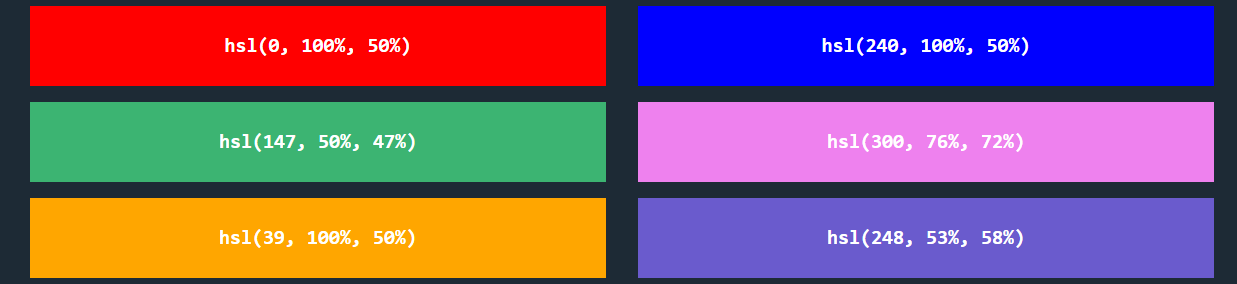 hsl(0, 100%, 50%)
hsl(240, 100%, 50%)
hsl(147, 50%, 47%)
hsl(300, 76%, 72%)
hsl(39, 100%, 50%)
hsl(248, 53%, 58%)